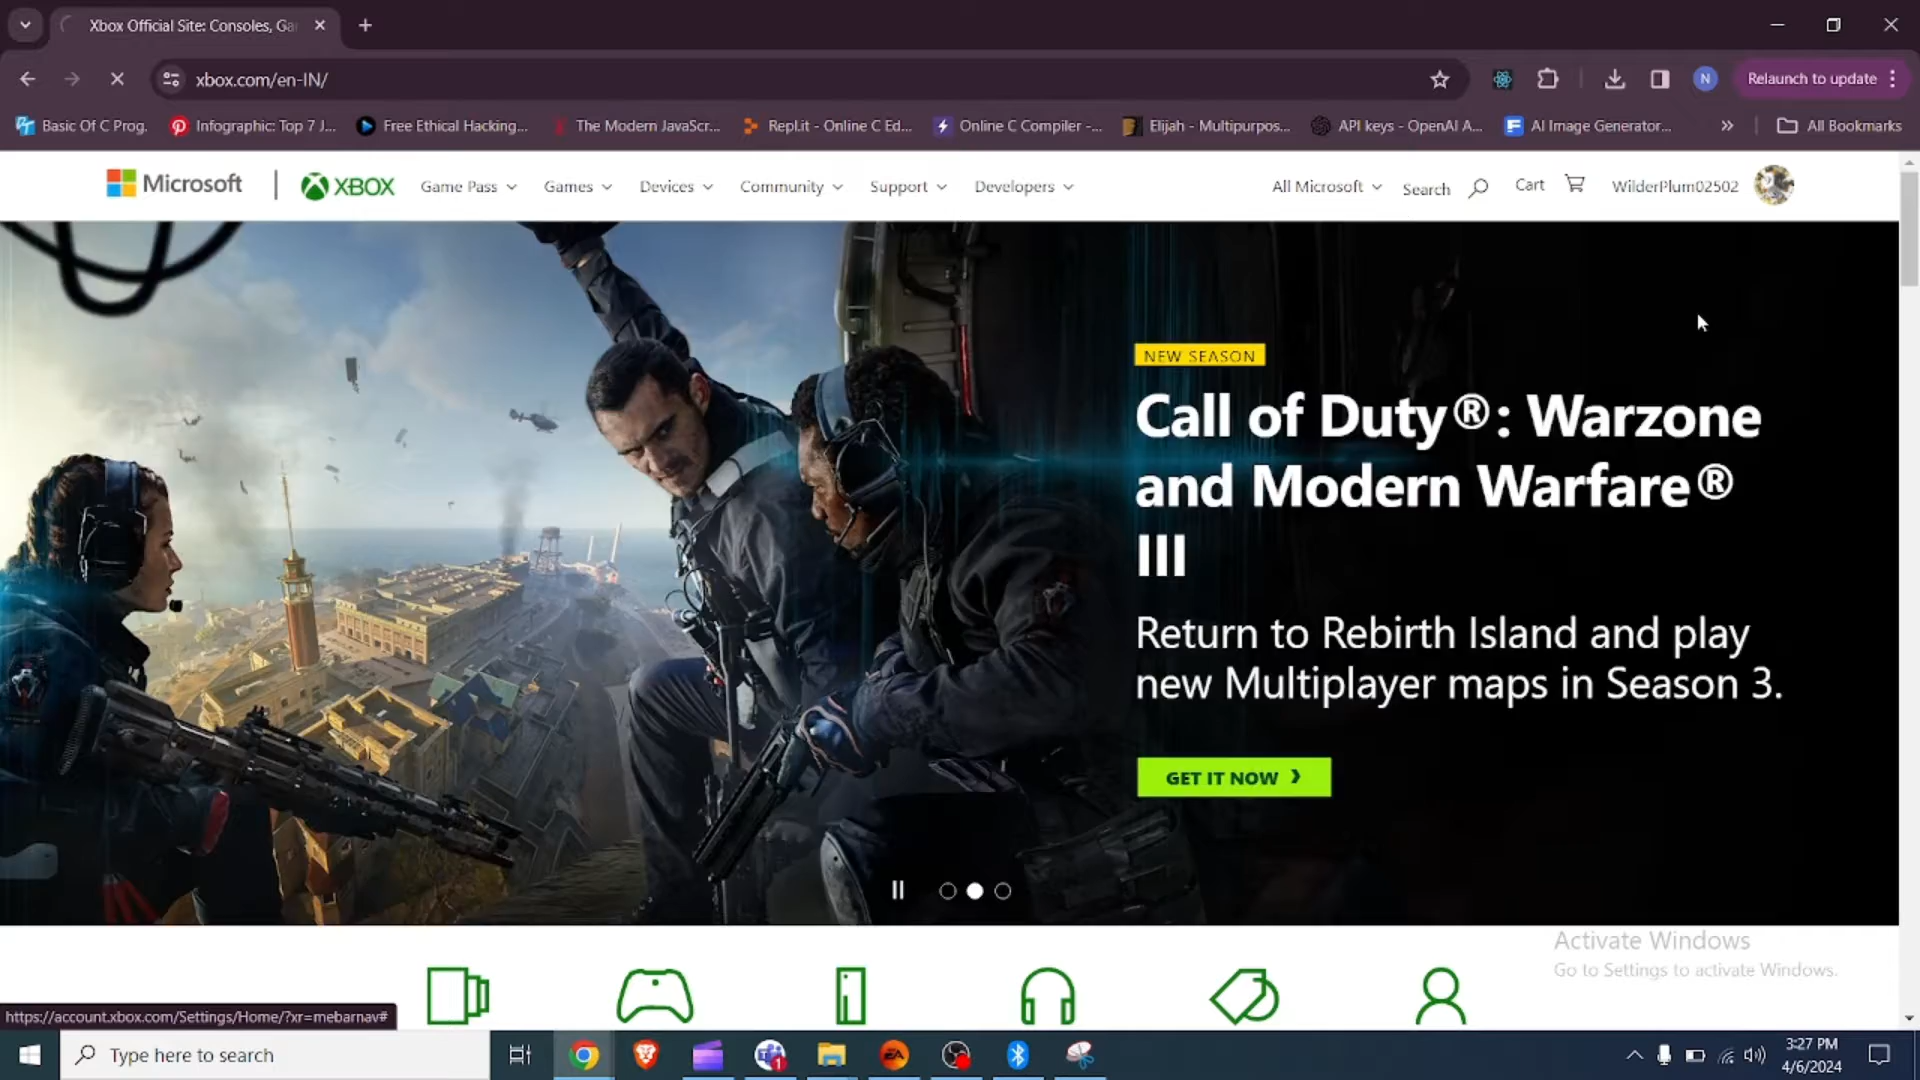 Xbox Official Site: Consoles, Ga
xbox.com/en-IN/
N
Relaunch to update
Basic Of C Prog.
Infographic: Top 7 J...
Free Ethical Hacking...
The Modern JavaScr...
Repl.it - Online C Ed...
Online C Compiler -...
Elijah - Multipurpos...
API keys - OpenAI A...
AI Image Generator...
All Bookmarks
Microsoft
XBOX
Game Pass
Games
Devices
Community
Support
Developers
All Microsoft
Search
Cart
WilderPlum02502
NEW SEASON
Call of Duty®: Warzone
and Modern Warfare®
III
Return to Rebirth Island and play
new Multiplayer maps in Season 3.
GET IT NOW
Activate Windows
Go to Settings to activate Windows.
https://account.xbox.com/Settings/Home/?xr=mebarnav#
Type here to search
1
EA
3:27 PM
4/6/2024